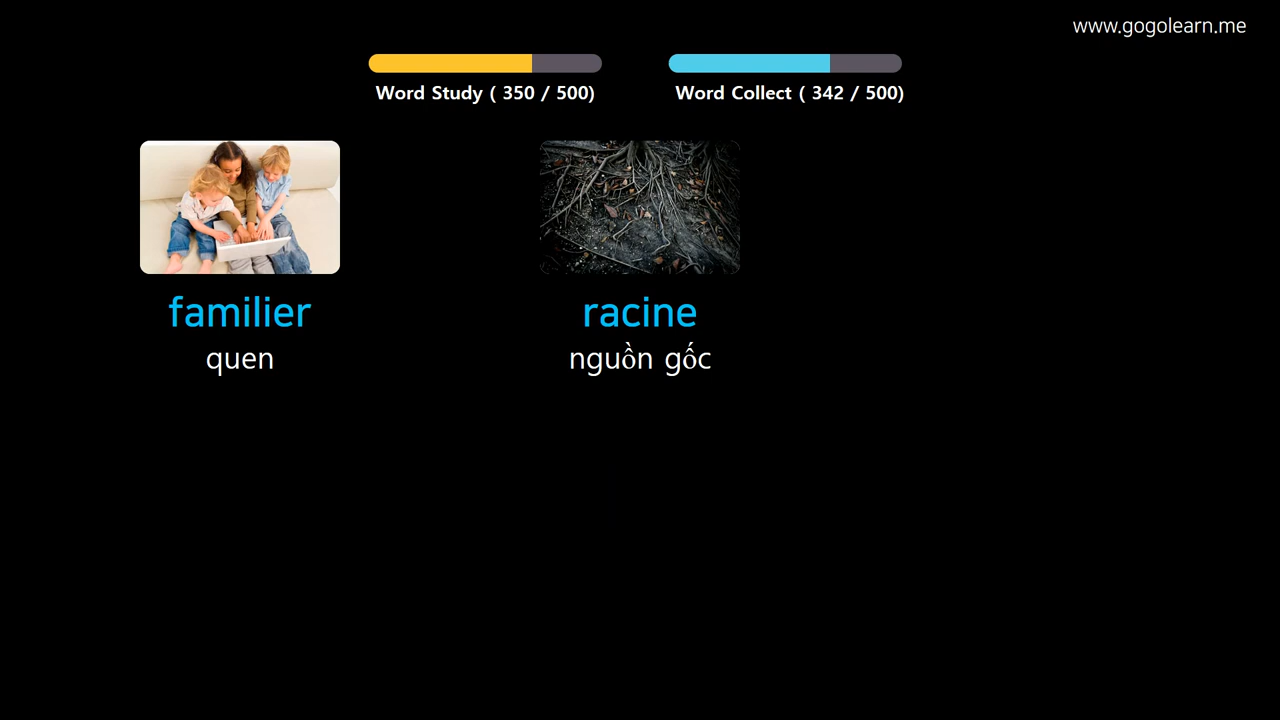 www.gogolearn.me
Word Study ( 350 / 500)
Word Collect ( 342 / 500)
familier
racine
quen
nguồn gốc